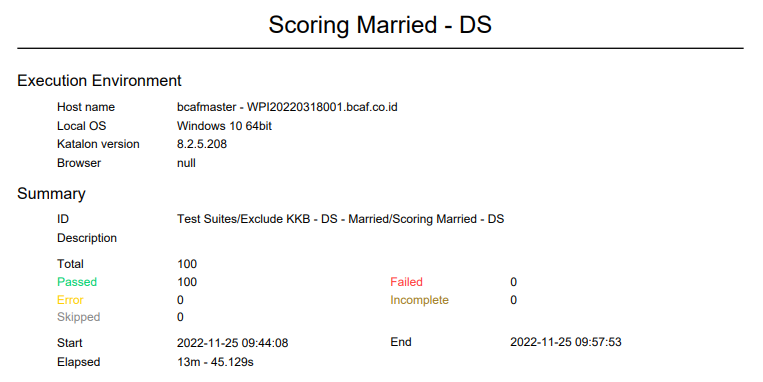 Scoring Married - DS
Execution Environment
Host name bcafmaster - WPI20220318001.bcaf.co.id
Local OS Windows 10 64bit
Katalon version 8.2.5.208
Browser null
Summary
ID Test Suites/Exclude KKB - DS - Married/Scoring Married - DS
Description
Total 100
Passed 100 Failed 0
Error 0 Incomplete 0
Skipped 0
Start 2022-11-25 09:44:08 End 2022-11-25 09:57:53
Elapsed 13m - 45.129s